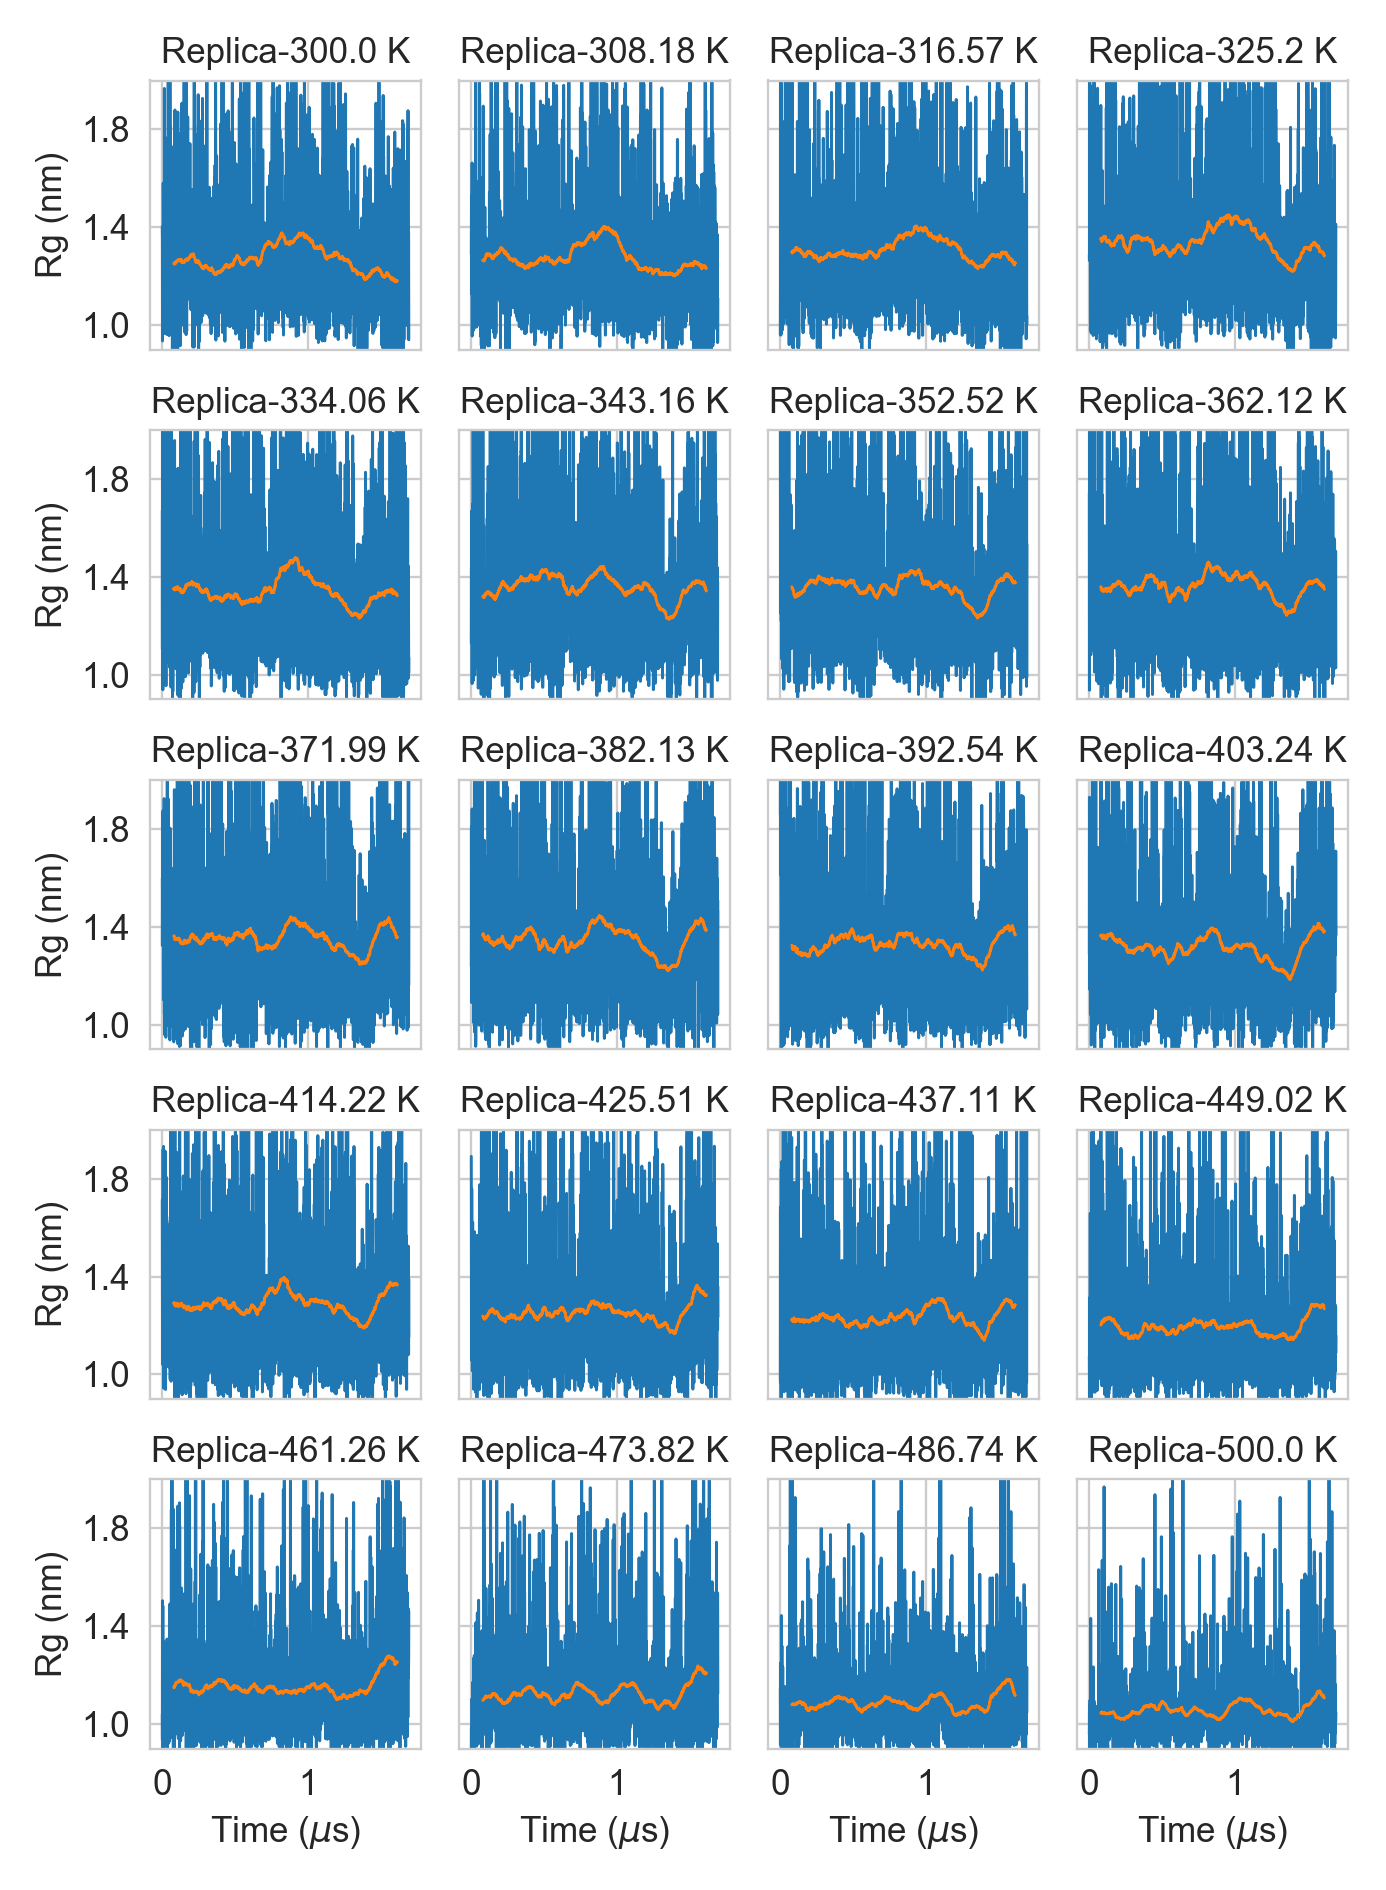 Replica-300.0 K Replica-308.18 K Replica-316.57 K Replica-325.2 K
1.8
1.4
1.0
Rg (nm)
Replica-334.06 K Replica-343.16 K Replica-352.52 K Replica-362.12 K
1.8
1.4
1.0
Rg (nm)
Replica-371.99 K Replica-382.13 K Replica-392.54 K Replica-403.24 K
1.8
1.4
1.0
Rg (nm)
Replica-414.22 K Replica-425.51 K Replica-437.11 K Replica-449.02 K
1.8
1.4
1.0
Rg (nm)
Replica-461.26 K Replica-473.82 K Replica-486.74 K Replica-500.0 K
1.8
1.4
1.0
Rg (nm)
0 1 0 1 0 1 0 1
Time (μs) Time (μs) Time (μs) Time (μs)